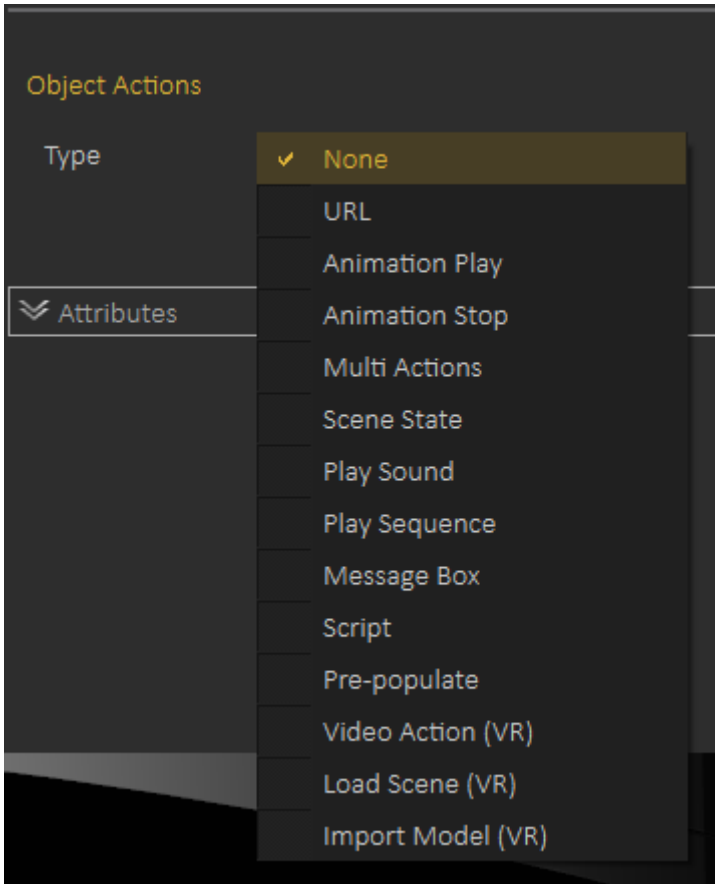 Object Actions
Type
None
URL
Animation Play
Attributes
Animation Stop
Multi Actions
Scene State
Play Sound
Play Sequence
Message Box
Script
Pre-populate
Video Action (VR)
Load Scene (VR)
Import Model (VR)